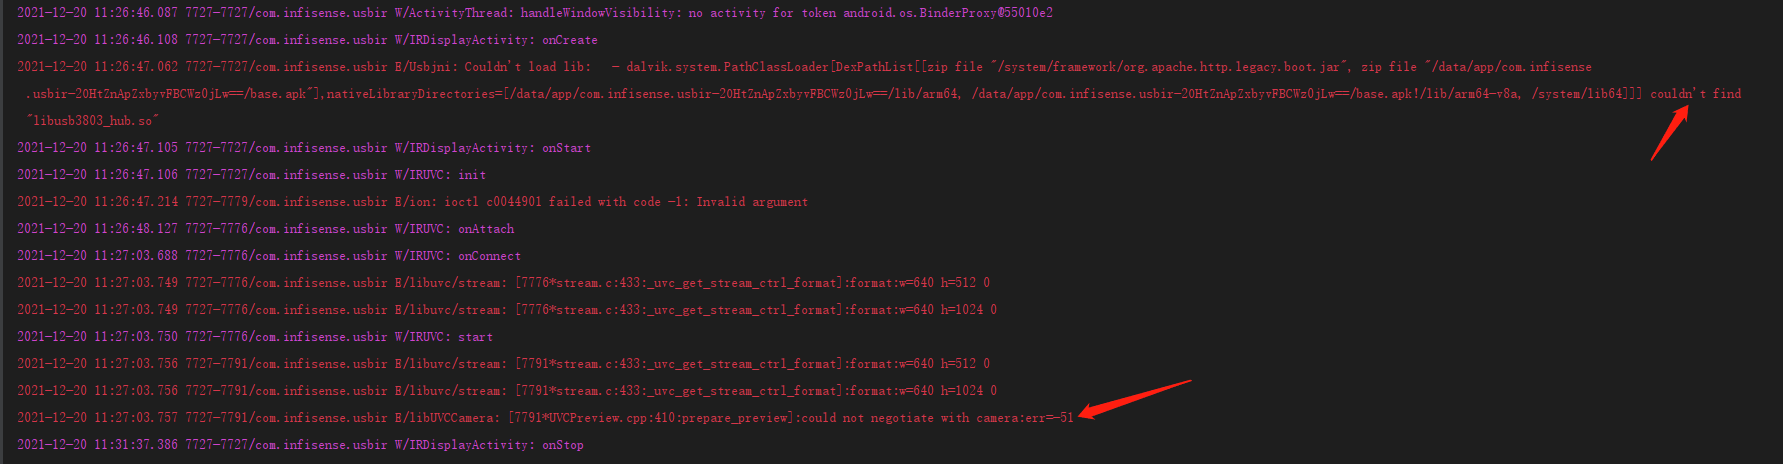 2021-12-20 11:26:46.087 7727-7727/com.infisense.usbir W/ActivityThread: handleWindowVisibility: no activity for token android.os.BinderProxy@55010e2
2021-12-20 11:26:46.108 7727-7727/com.infisense.usbir W/IRDisplayActivity: onCreate
2021-12-20 11:26:47.062 7727-7727/com.infisense.usbir E/Usbjni: Couldn't load lib:   - dalvik.system.PathClassLoader[DexPathList[[zip file "/system/framework/org.apache.http.legacy.boot.jar", zip file "/data/app/com.infisense
.usbir-2OHtZnApZxbyvFBCWz0jLw==/base.apk"],nativeLibraryDirectories=[/data/app/com.infisense.usbir-2OHtZnApZxbyvFBCWz0jLw==/lib/arm64, /data/app/com.infisense.usbir-2OHtZnApZxbyvFBCWz0jLw==/base.apk!/lib/arm64-v8a, /system/lib64]]] couldn't find
"libusb3803_hub.so"
2021-12-20 11:26:47.105 7727-7727/com.infisense.usbir W/IRDisplayActivity: onStart
2021-12-20 11:26:47.106 7727-7727/com.infisense.usbir W/IRUVC: init
2021-12-20 11:26:47.214 7727-7779/com.infisense.usbir E/ion: ioctl c0044901 failed with code -1: Invalid argument
2021-12-20 11:26:48.127 7727-7776/com.infisense.usbir W/IRUVC: onAttach
2021-12-20 11:27:03.688 7727-7776/com.infisense.usbir W/IRUVC: onConnect
2021-12-20 11:27:03.749 7727-7776/com.infisense.usbir E/libuvc/stream: [7776*stream.c:433:_uvc_get_stream_ctrl_format]:format:w=640 h=512 0
2021-12-20 11:27:03.749 7727-7776/com.infisense.usbir E/libuvc/stream: [7776*stream.c:433:_uvc_get_stream_ctrl_format]:format:w=640 h=1024 0
2021-12-20 11:27:03.750 7727-7776/com.infisense.usbir W/IRUVC: start
2021-12-20 11:27:03.756 7727-7791/com.infisense.usbir E/libuvc/stream: [7791*stream.c:433:_uvc_get_stream_ctrl_format]:format:w=640 h=512 0
2021-12-20 11:27:03.756 7727-7791/com.infisense.usbir E/libuvc/stream: [7791*stream.c:433:_uvc_get_stream_ctrl_format]:format:w=640 h=1024 0
2021-12-20 11:27:03.757 7727-7791/com.infisense.usbir E/libUVCCamera: [7791*UVCPreview.cpp:410:prepare_preview]:could not negotiate with camera:err=-51
2021-12-20 11:31:37.386 7727-7727/com.infisense.usbir W/IRDisplayActivity: onStop